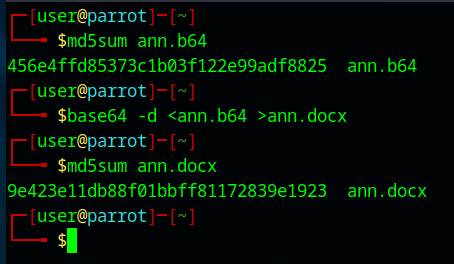 ┌─[user@parrot]─[~]
└──╼ $md5sum ann.b64
456e4ffd85373c1b03f122e99adf8825  ann.b64
┌─[user@parrot]─[~]
└──╼ $base64 -d <ann.b64 >ann.docx
┌─[user@parrot]─[~]
└──╼ $md5sum ann.docx
9e423e11db88f01bbff81172839e1923  ann.docx
┌─[user@parrot]─[~]
└──╼ $